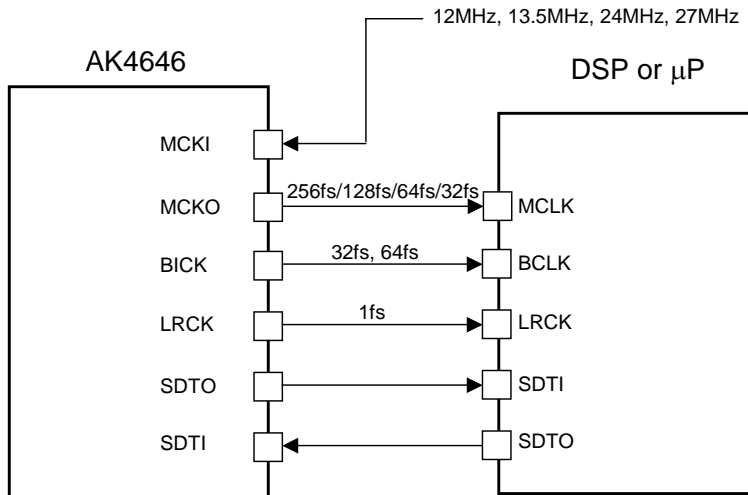 12MHz, 13.5MHz, 24MHz, 27MHz
AK4646
DSP or μP
MCKI
MCKO
256fs/128fs/64fs/32fs
MCLK
BICK
32fs, 64fs
BCLK
LRCK
1fs
LRCK
SDTO
SDTI
SDTI
SDTO